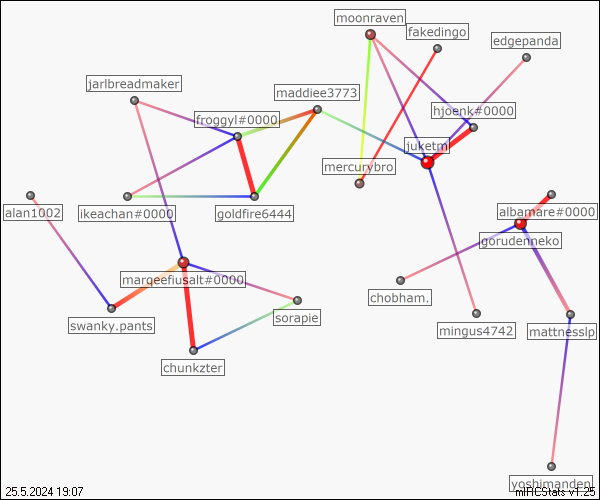 moonraven
fakedingo
edgepanda
jarlbreadmaker
maddiee3773
hjoenk#0000
froggyl#0000
juketm
mercurybro
alan1002
ikeachan#0000
goldfire6444
albamare#0000
gorudenneko
margeefiusalt#0000
chobham.
sorapie
swanky.pants
mingus4742
mattnesslp
chunkzter
yoshimanden
25.5.2024 19:07
mIRCStats v1.25